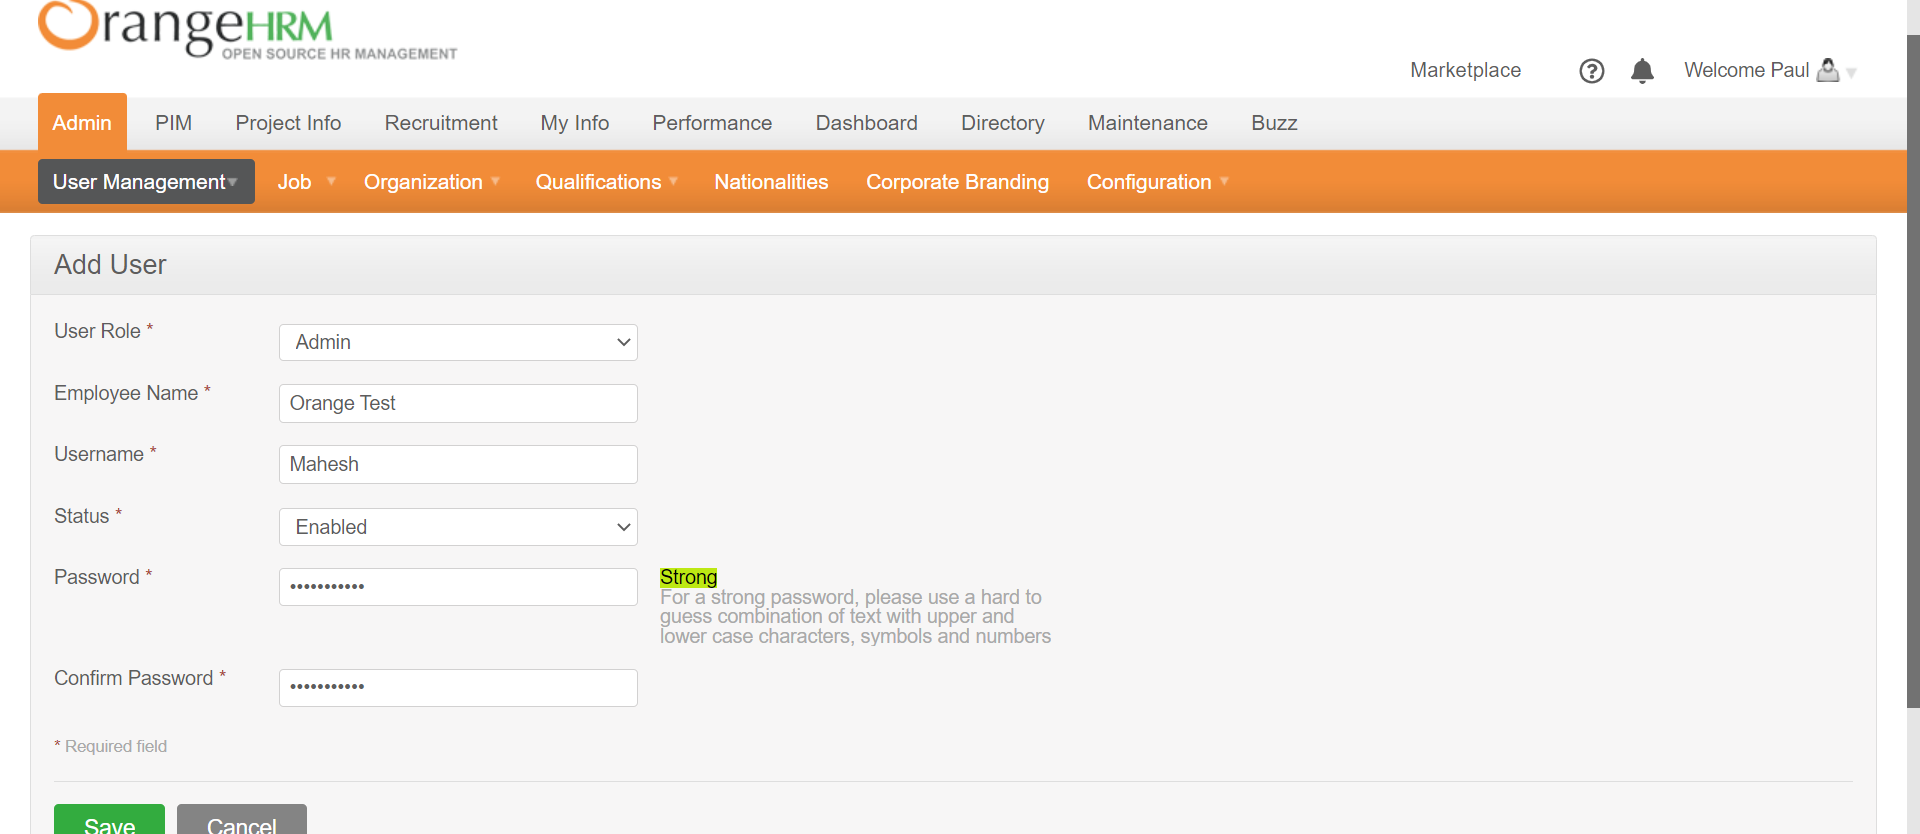 OrangeHRM
OPEN SOURCE HR MANAGEMENT
Marketplace
?
Welcome Paul
Admin PIM Project Info Recruitment My Info Performance Dashboard Directory Maintenance Buzz
User Management Job Organization Qualifications Nationalities Corporate Branding Configuration
Add User
User Role *
Admin
Employee Name *
Orange Test
Username *
Mahesh
Status *
Enabled
Password *
•••••••••••
Strong
For a strong password, please use a hard to
guess combination of text with upper and
lower case characters, symbols and numbers
Confirm Password *
•••••••••••
* Required field
Save Cancel